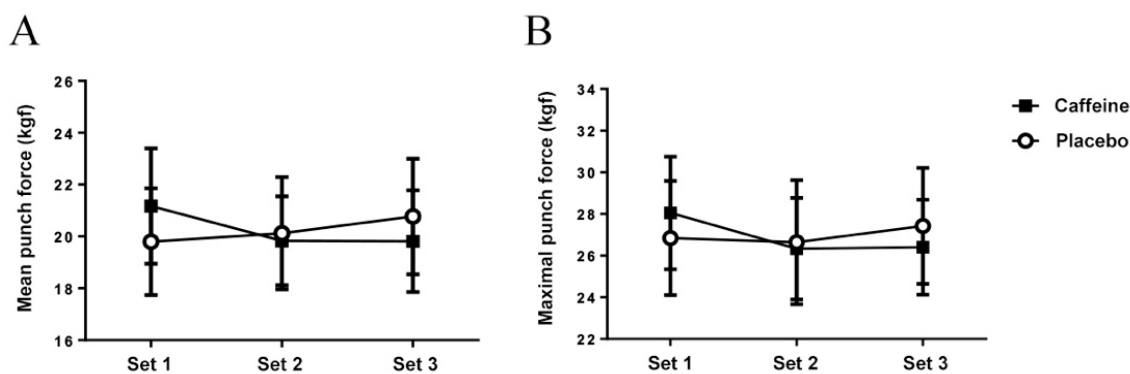 A
Mean punch force (kgf)
26
24
22
20
18
16
Set 1 Set 2 Set 3
B
Maximal punch force (kgf)
34
32
30
28
26
24
22
Set 1 Set 2 Set 3
Caffeine
Placebo